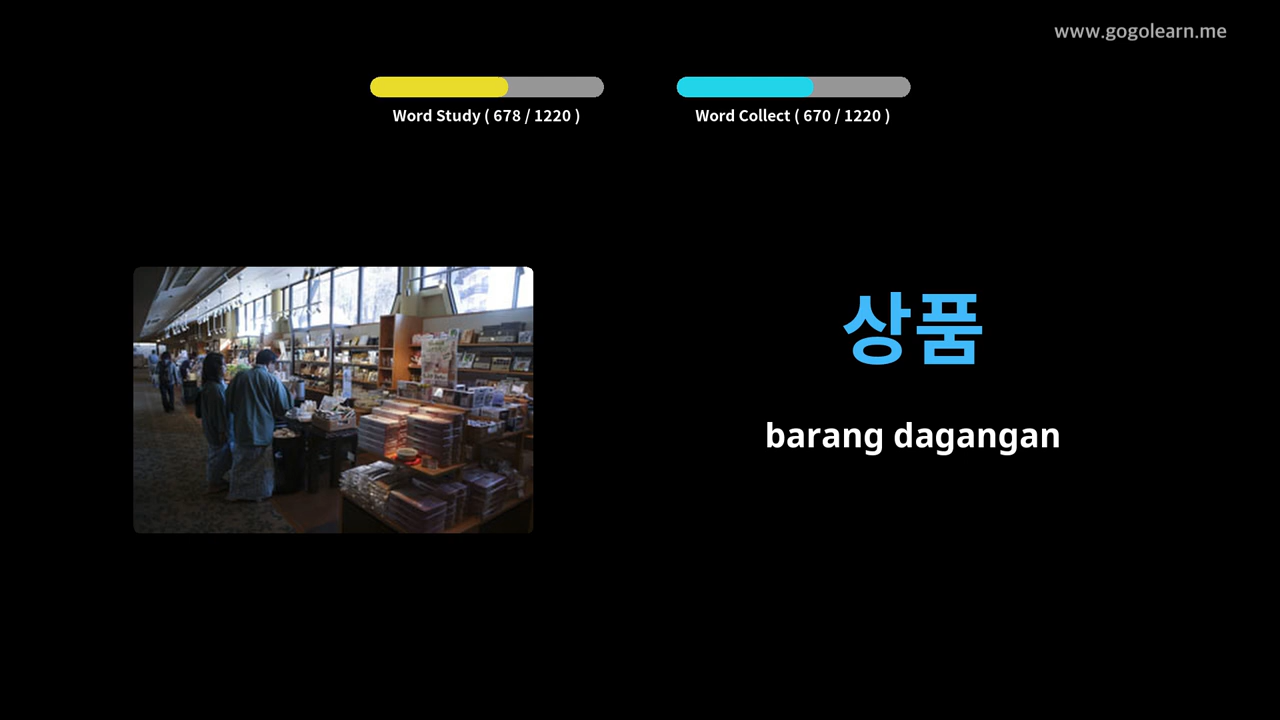 www.gogolearn.me
Word Study ( 678 / 1220 )
Word Collect ( 670 / 1220 )
상품
barang dagangan